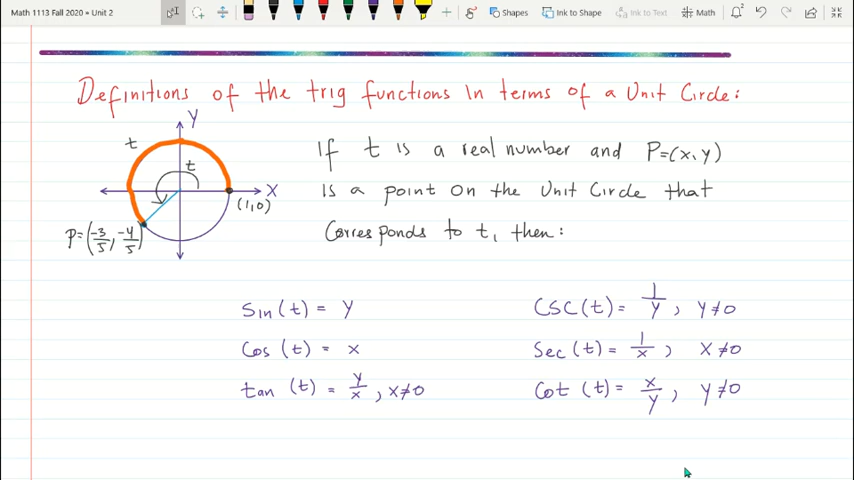 Math 1113 Fall 2020 » Unit 2
Shapes
Ink to Shape
Ink to Text
Math
Definitions of the trig functions in terms of a Unit Circle:
Y
t
t
X
(1,0)
P=(-3/5, -4/5)
If t is a real number and P=(x,y)
is a point on the Unit Circle that
corresponds to t, then:
Sin(t) = y
Csc(t) = 1/y, y≠0
Cos(t) = x
Sec(t) = 1/x, x≠0
tan(t) = y/x, x≠0
Cot(t) = x/y, y≠0